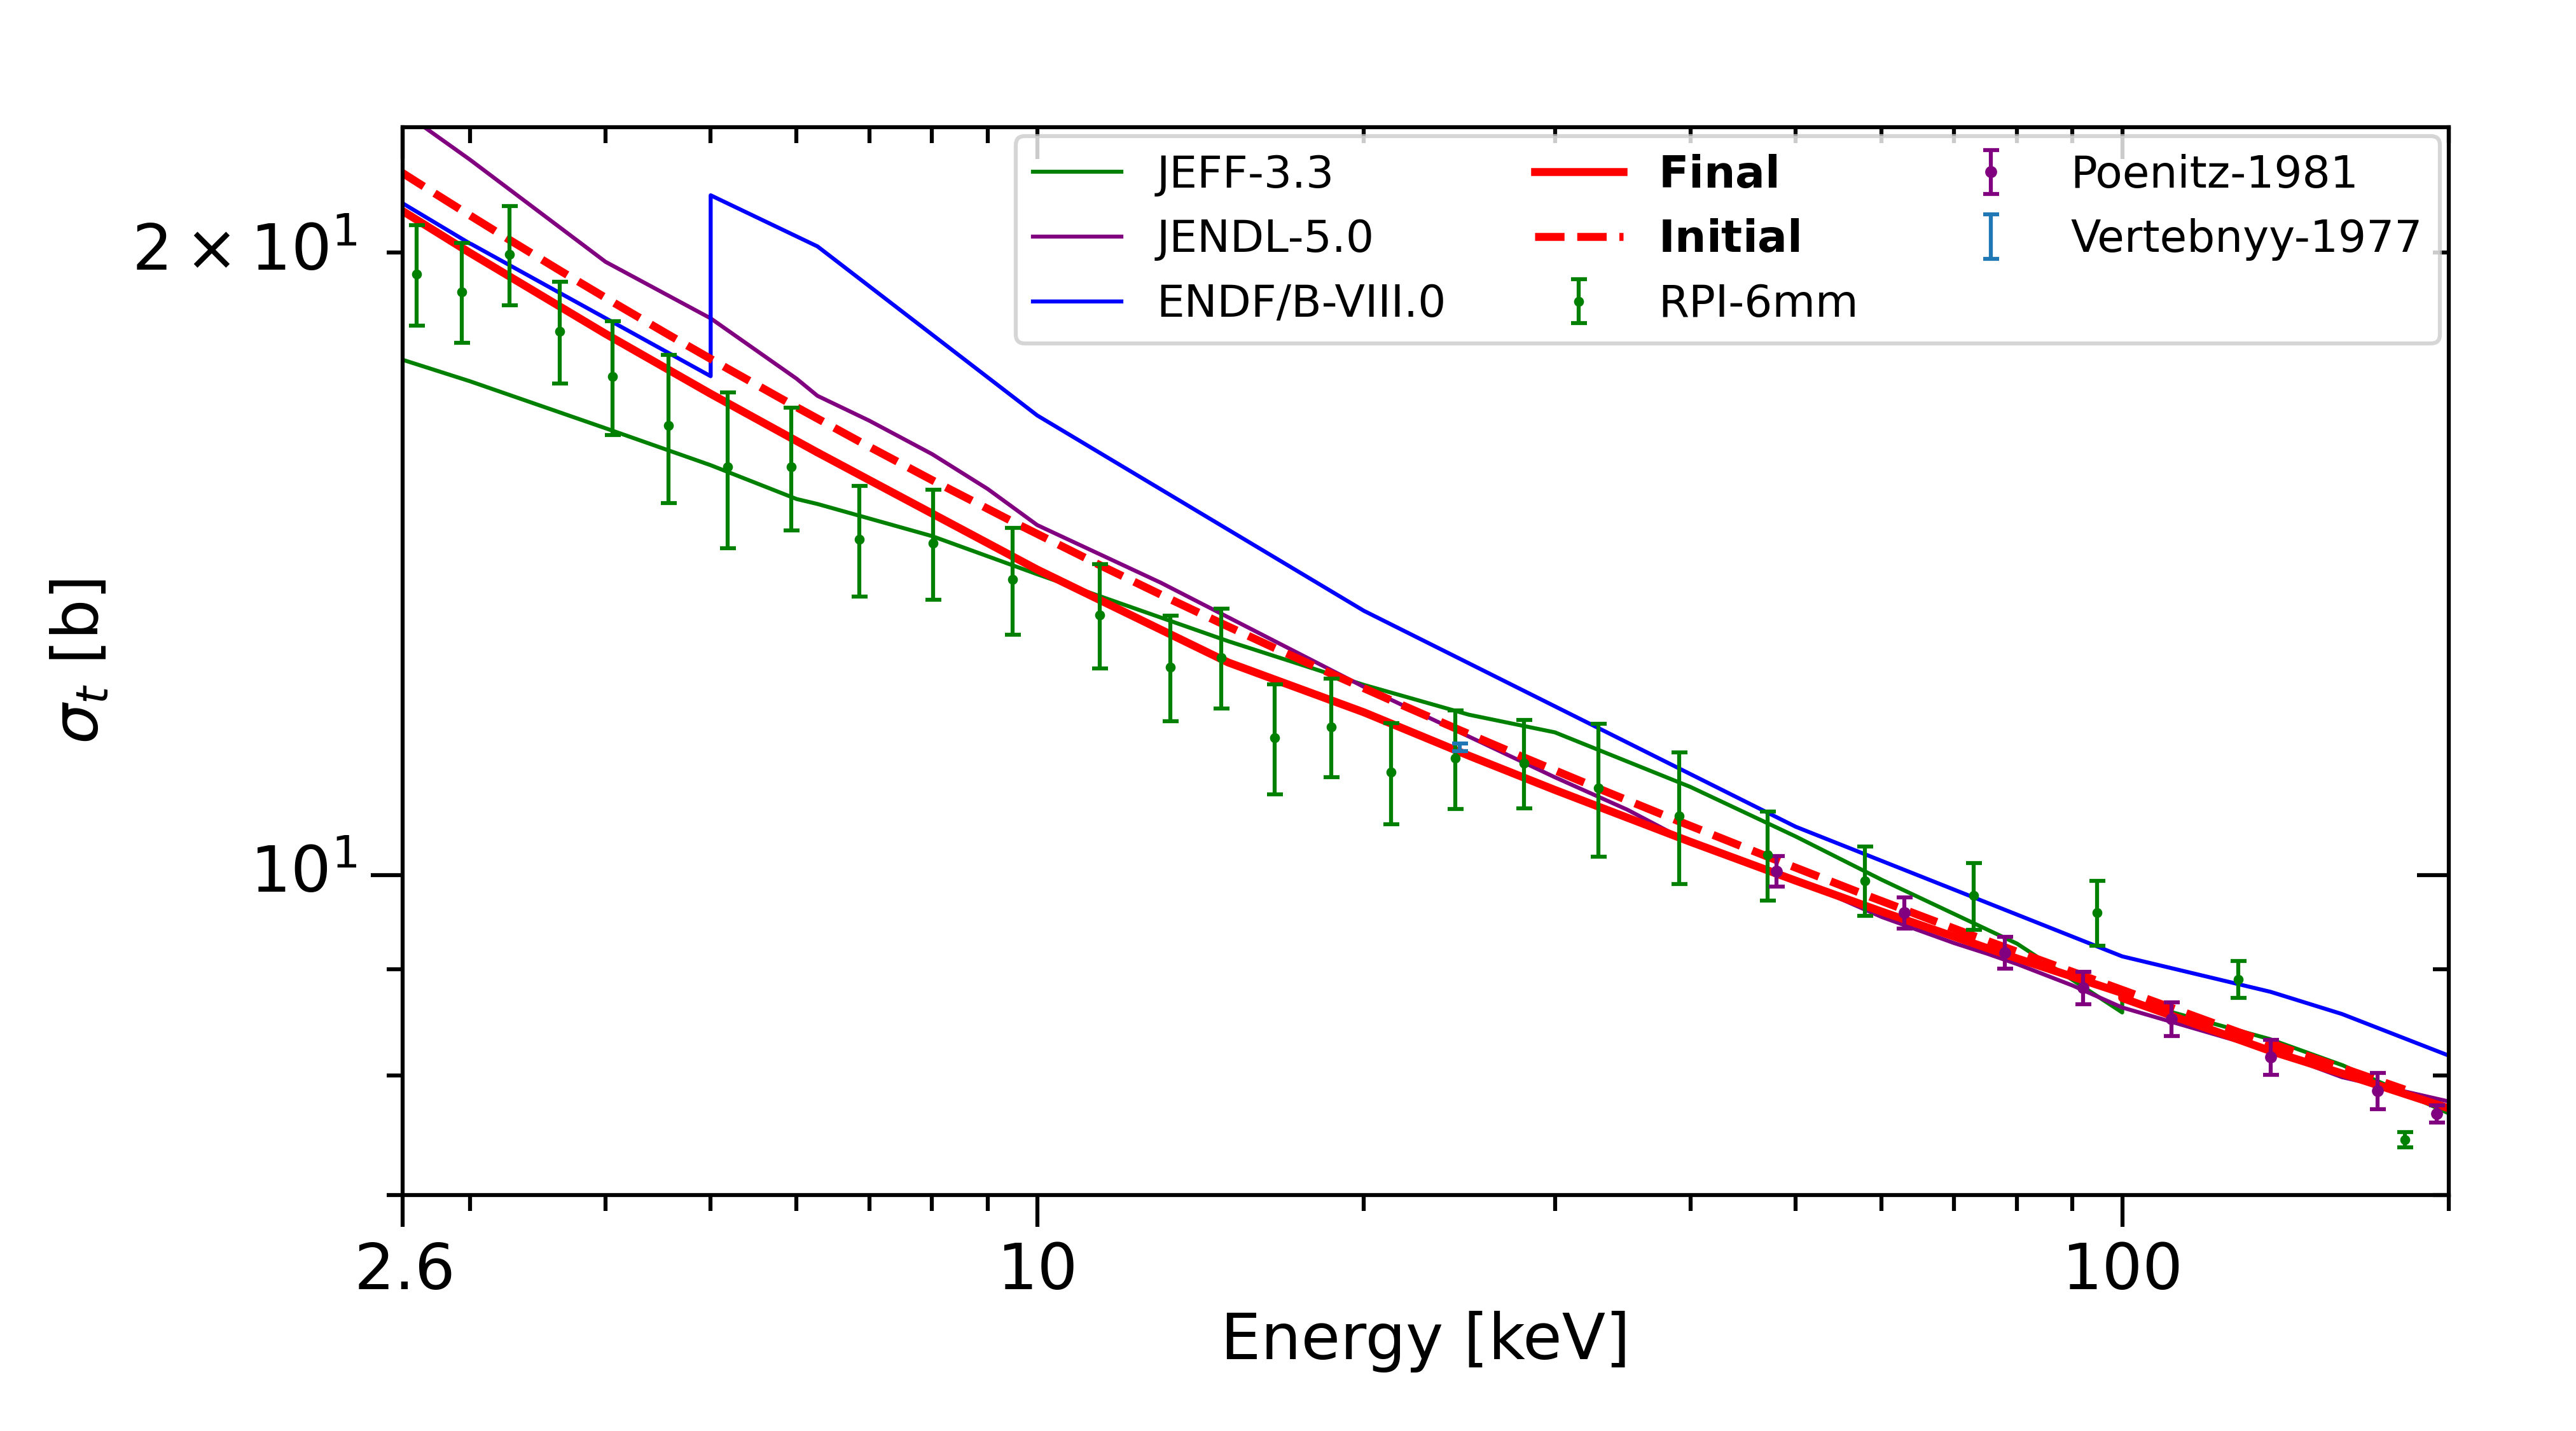 JEFF-3.3
JENDL-5.0
ENDF/B-VIII.0
Final
Initial
RPI-6mm
Poenitz-1981
Vertebnyy-1977
2 × 10¹
10¹
σₜ [b]
2.6
10
100
Energy [keV]